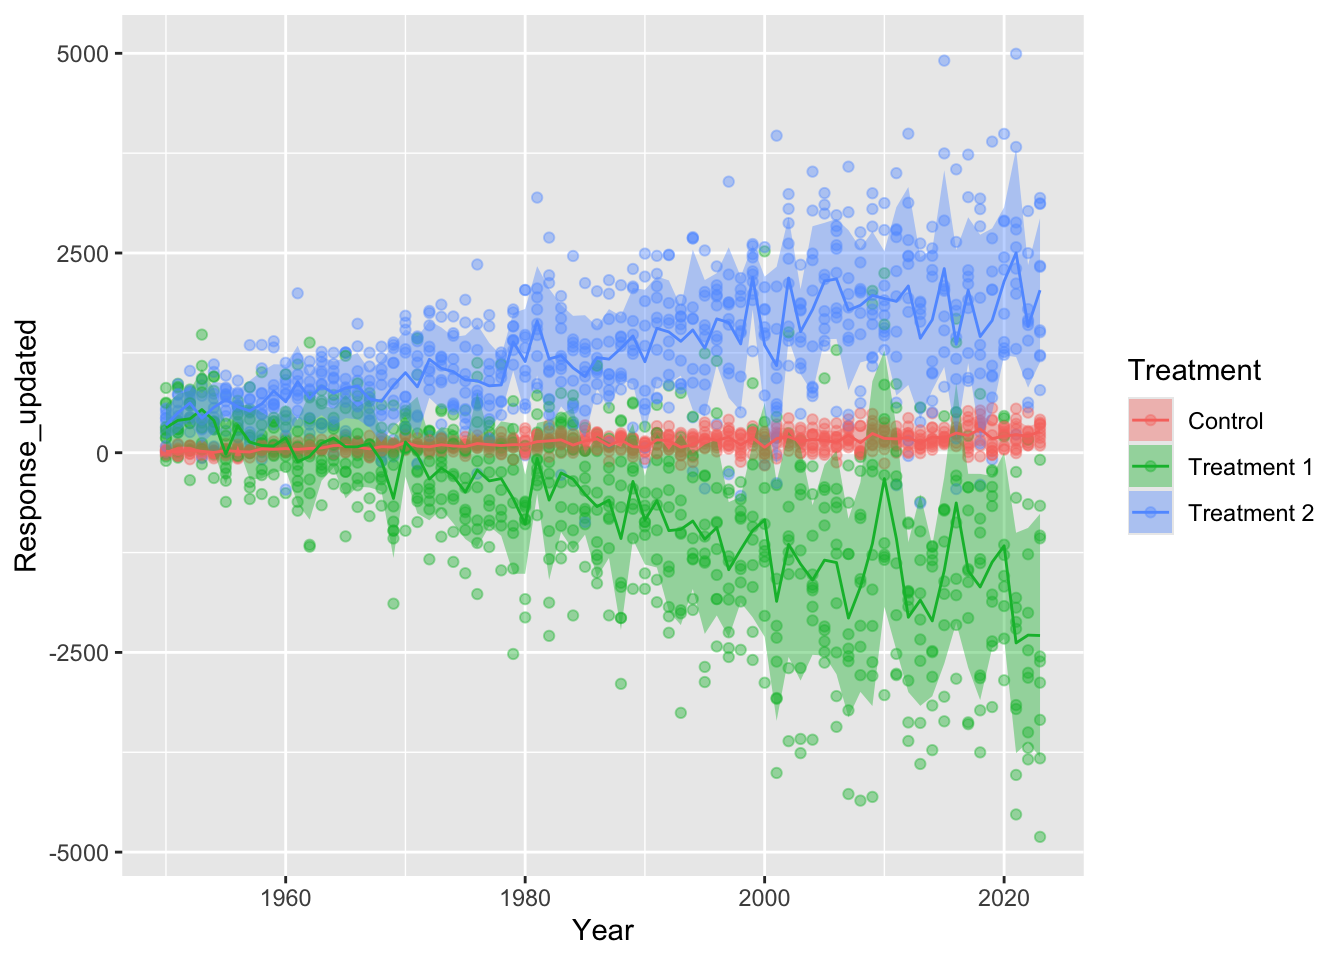 5000
2500
0
-2500
-5000
Response_updated
1960
1980
2000
2020
Year
Treatment
Control
Treatment 1
Treatment 2